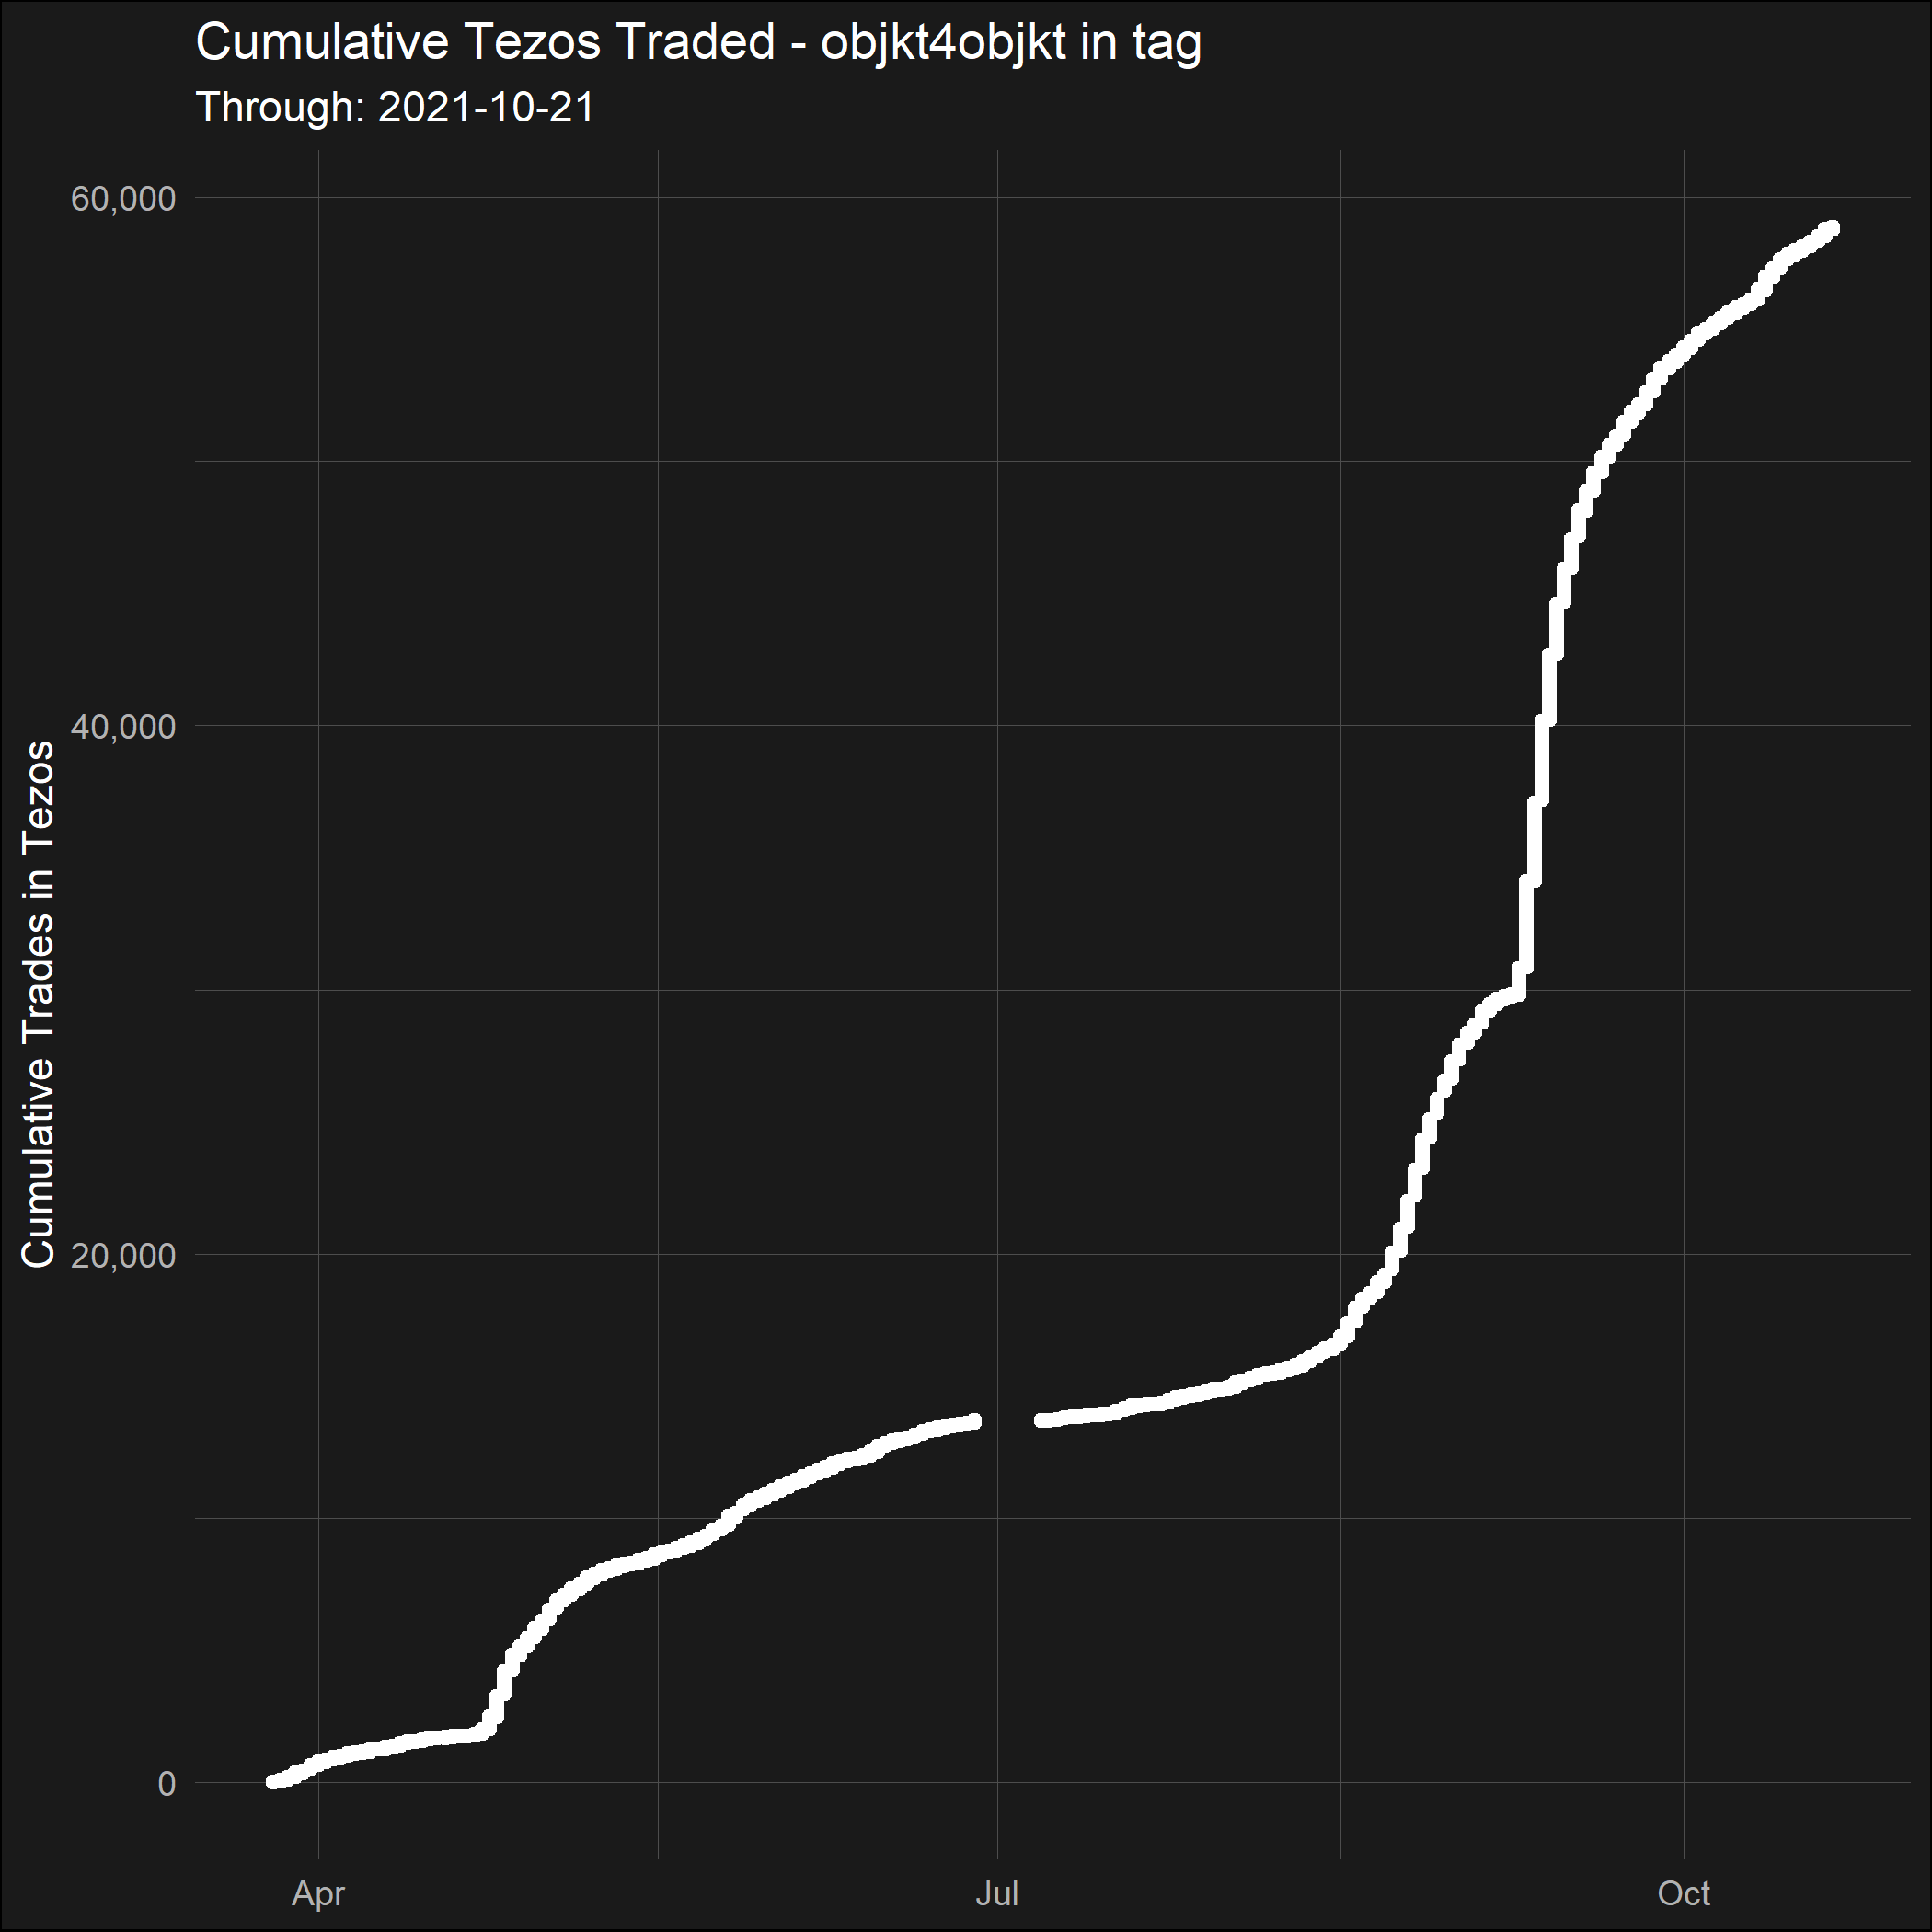 Cumulative Tezos Traded - objkt4objkt in tag
Through: 2021-10-21
Cumulative Trades in Tezos
60,000
40,000
20,000
0
Apr
Jul
Oct